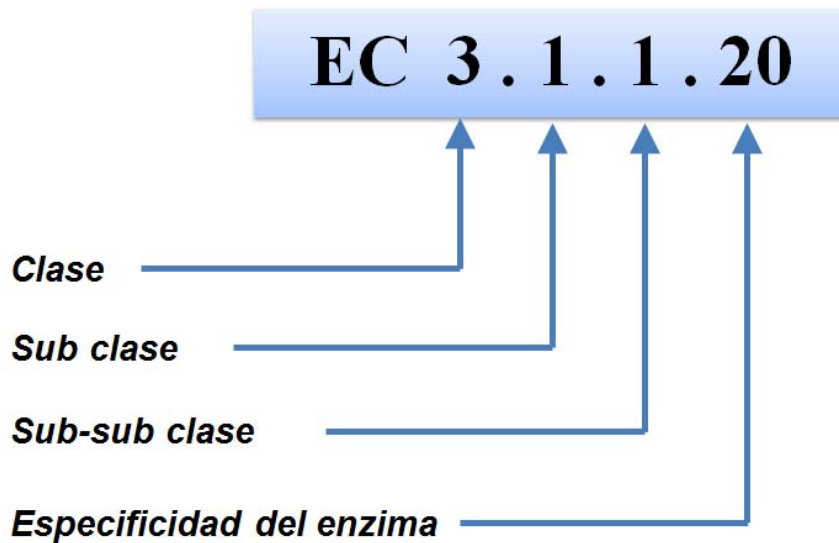 EC 3 . 1 . 1 . 20
Clase
Sub clase
Sub-sub clase
Especificidad del enzima